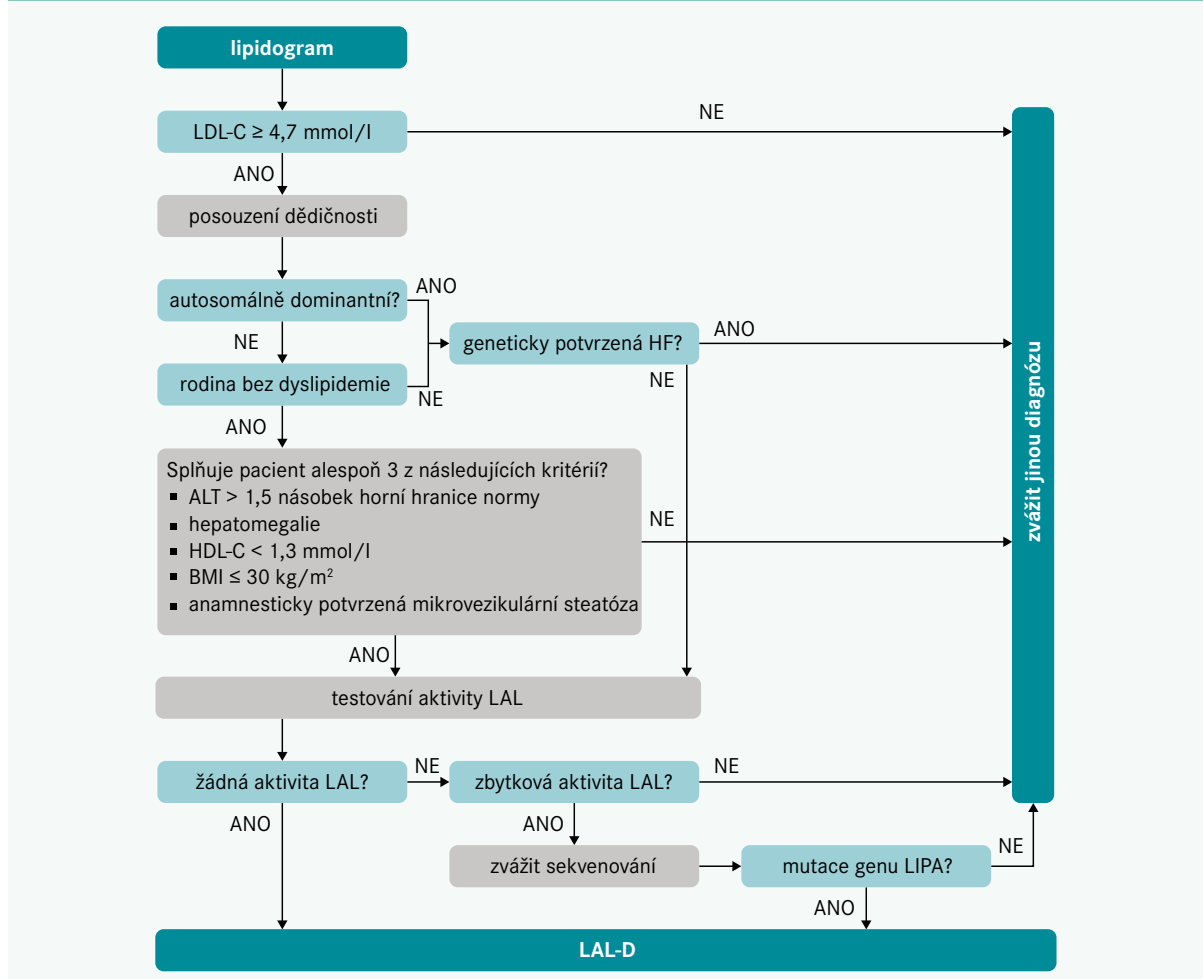 lipidogram
LDL-C ≥ 4,7 mmol/l
NE
ANO
posouzení dědičnosti
autosomálně dominantní?
ANO
NE
geneticky potvrzená HF?
ANO
NE
rodina bez dyslipidemie
NE
ANO
Splňuje pacient alespoň 3 z následujících kritérií?
▪ ALT > 1,5 násobek horní hranice normy
▪ hepatomegalie
▪ HDL-C < 1,3 mmol/l
▪ BMI ≤ 30 kg/m²
▪ anamnesticky potvrzená mikrovezikulární steatóza
NE
ANO
testování aktivity LAL
žádná aktivita LAL?
NE
zbytková aktivita LAL?
NE
ANO
ANO
zvážit sekvenování
mutace genu LIPA?
NE
ANO
zvážit jinou diagnózu
LAL-D